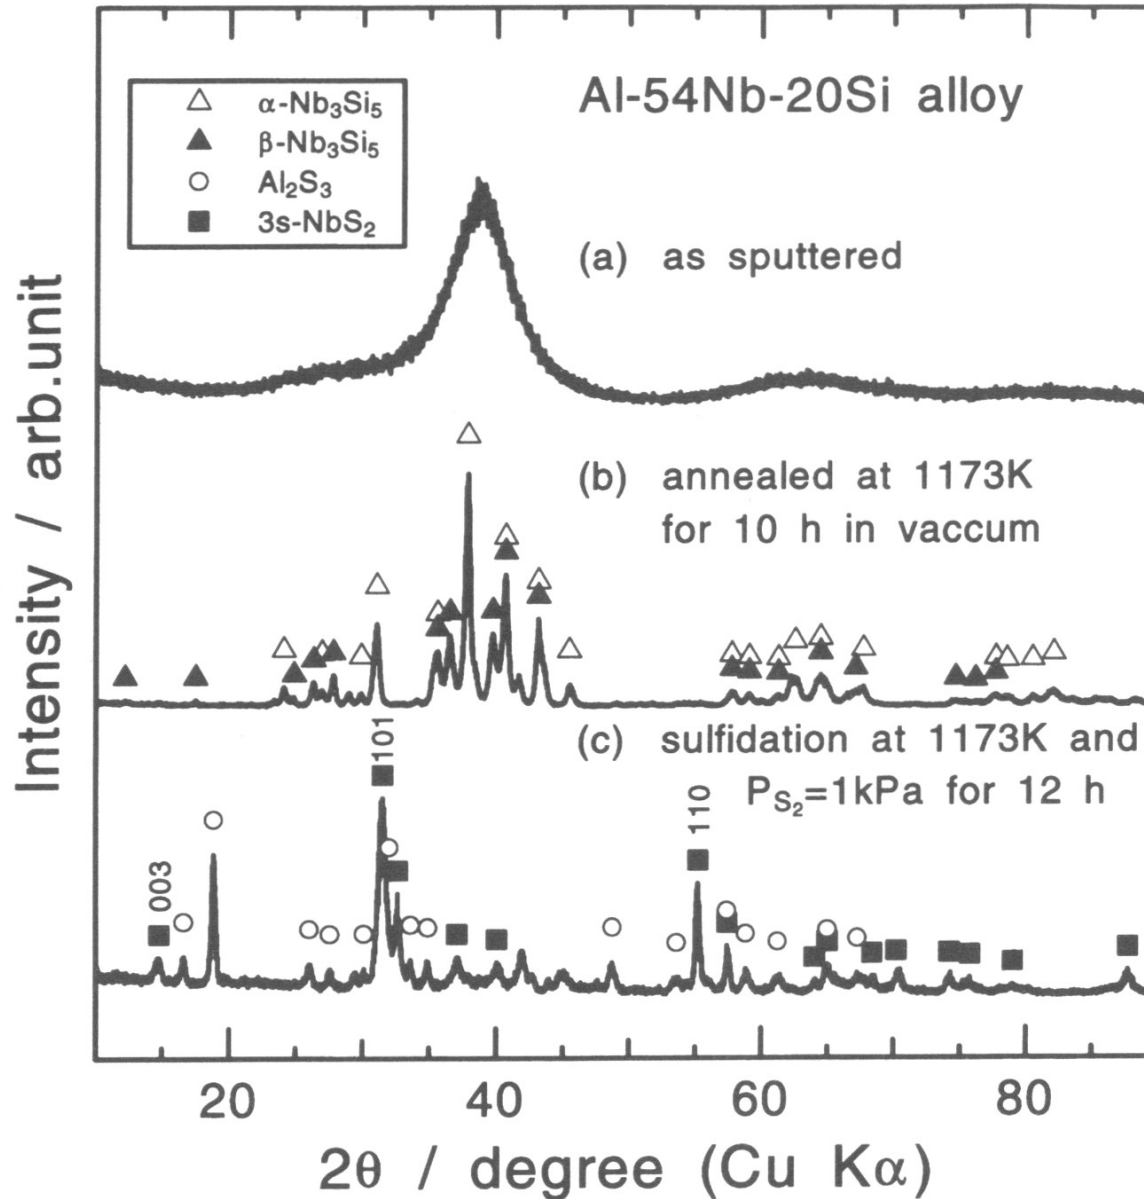 Al-54Nb-20Si alloy
α-Nb₃Si₅
β-Nb₃Si₅
Al₂S₃
3s-NbS₂
(a) as sputtered
(b) annealed at 1173K
for 10 h in vaccum
(c) sulfidation at 1173K and
P_S₂=1kPa for 12 h
003
101
110
Intensity / arb.unit
20 40 60 80
2θ / degree (Cu Kα)